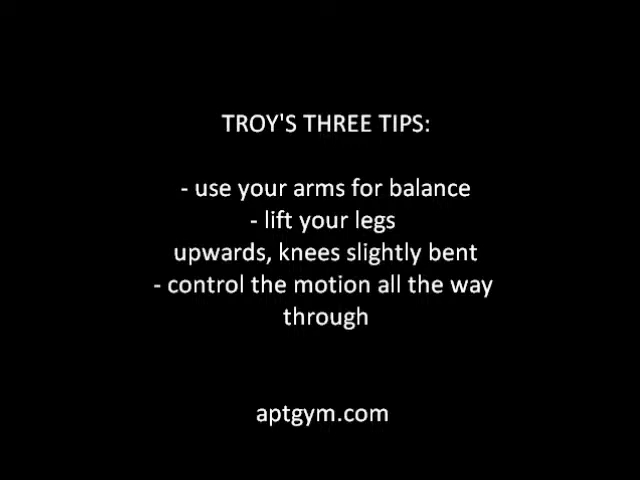 TROY'S THREE TIPS:
- use your arms for balance
- lift your legs
upwards, knees slightly bent
- control the motion all the way
through
aptgym.com